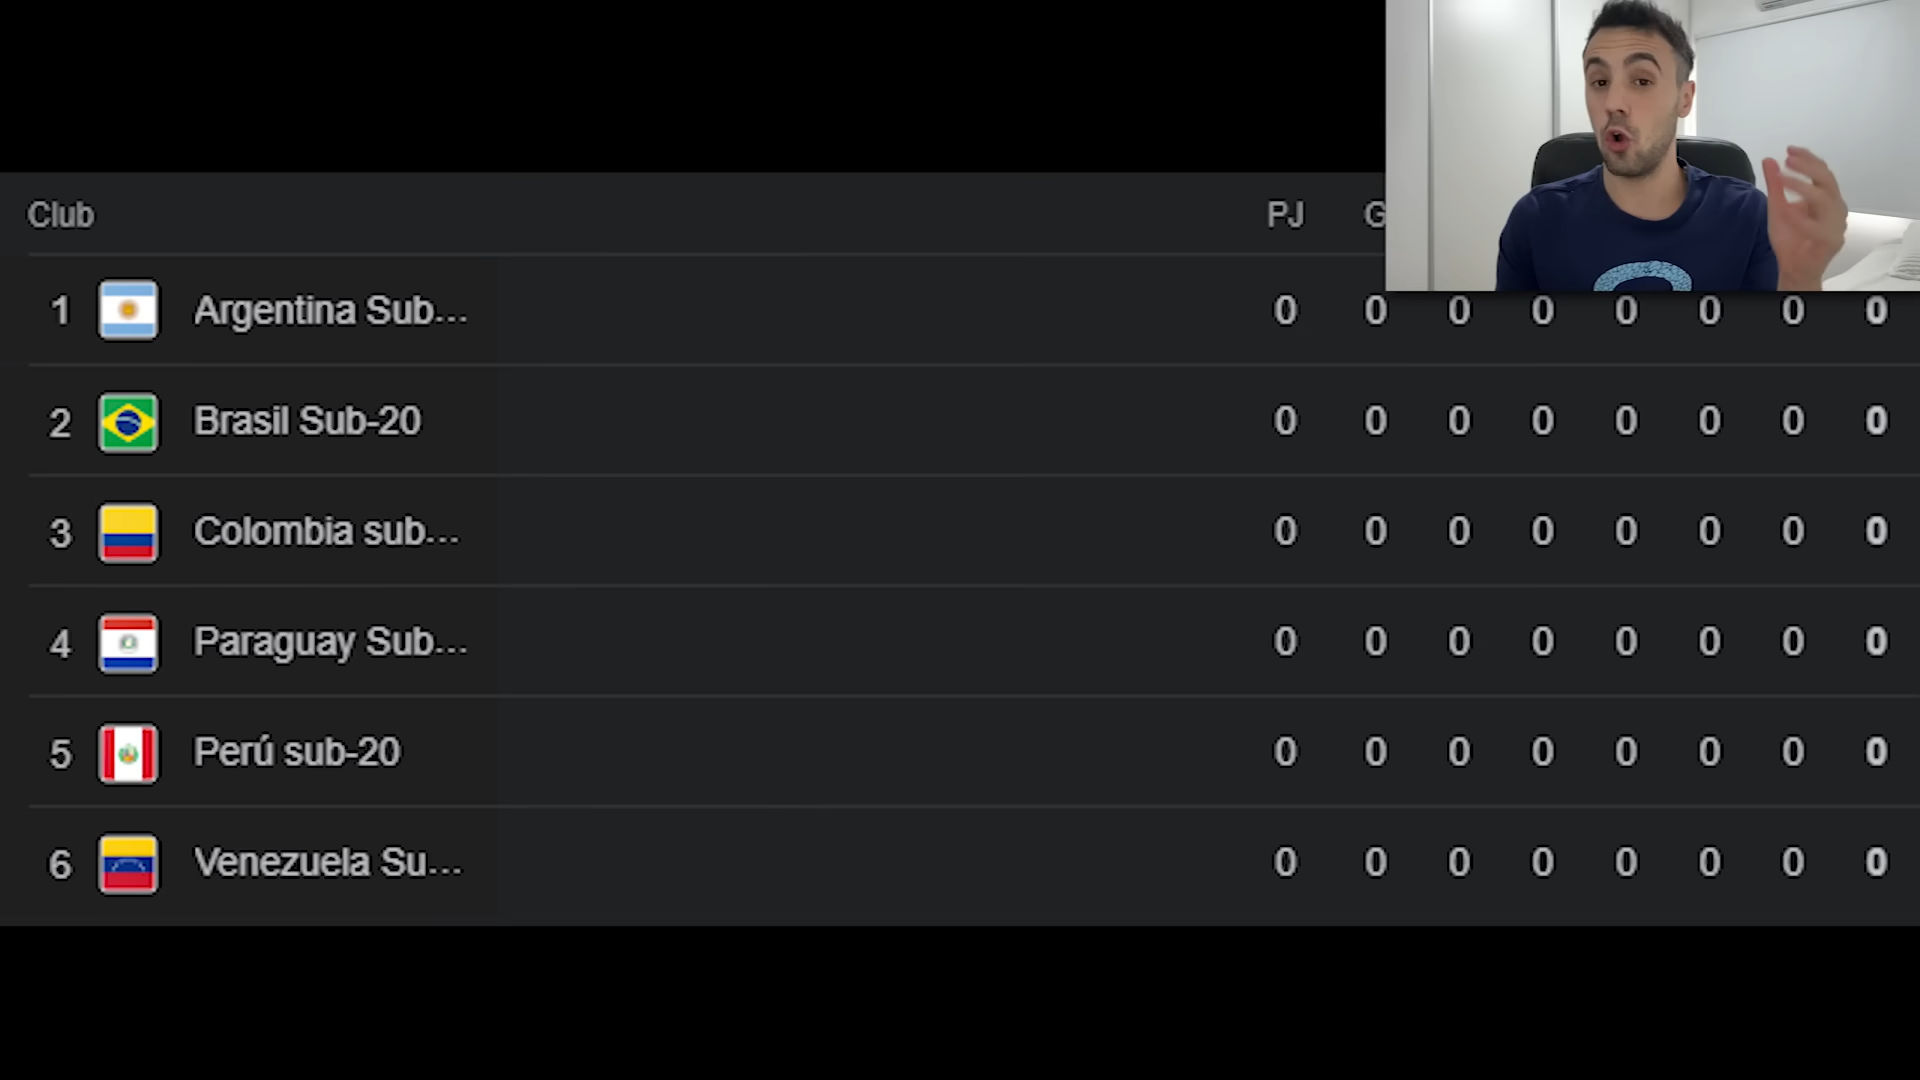 Club PJ G
1 Argentina Sub... 0 0 0 0 0 0 0 0
2 Brasil Sub-20 0 0 0 0 0 0 0 0
3 Colombia sub... 0 0 0 0 0 0 0 0
4 Paraguay Sub... 0 0 0 0 0 0 0 0
5 Perú sub-20 0 0 0 0 0 0 0 0
6 Venezuela Su... 0 0 0 0 0 0 0 0